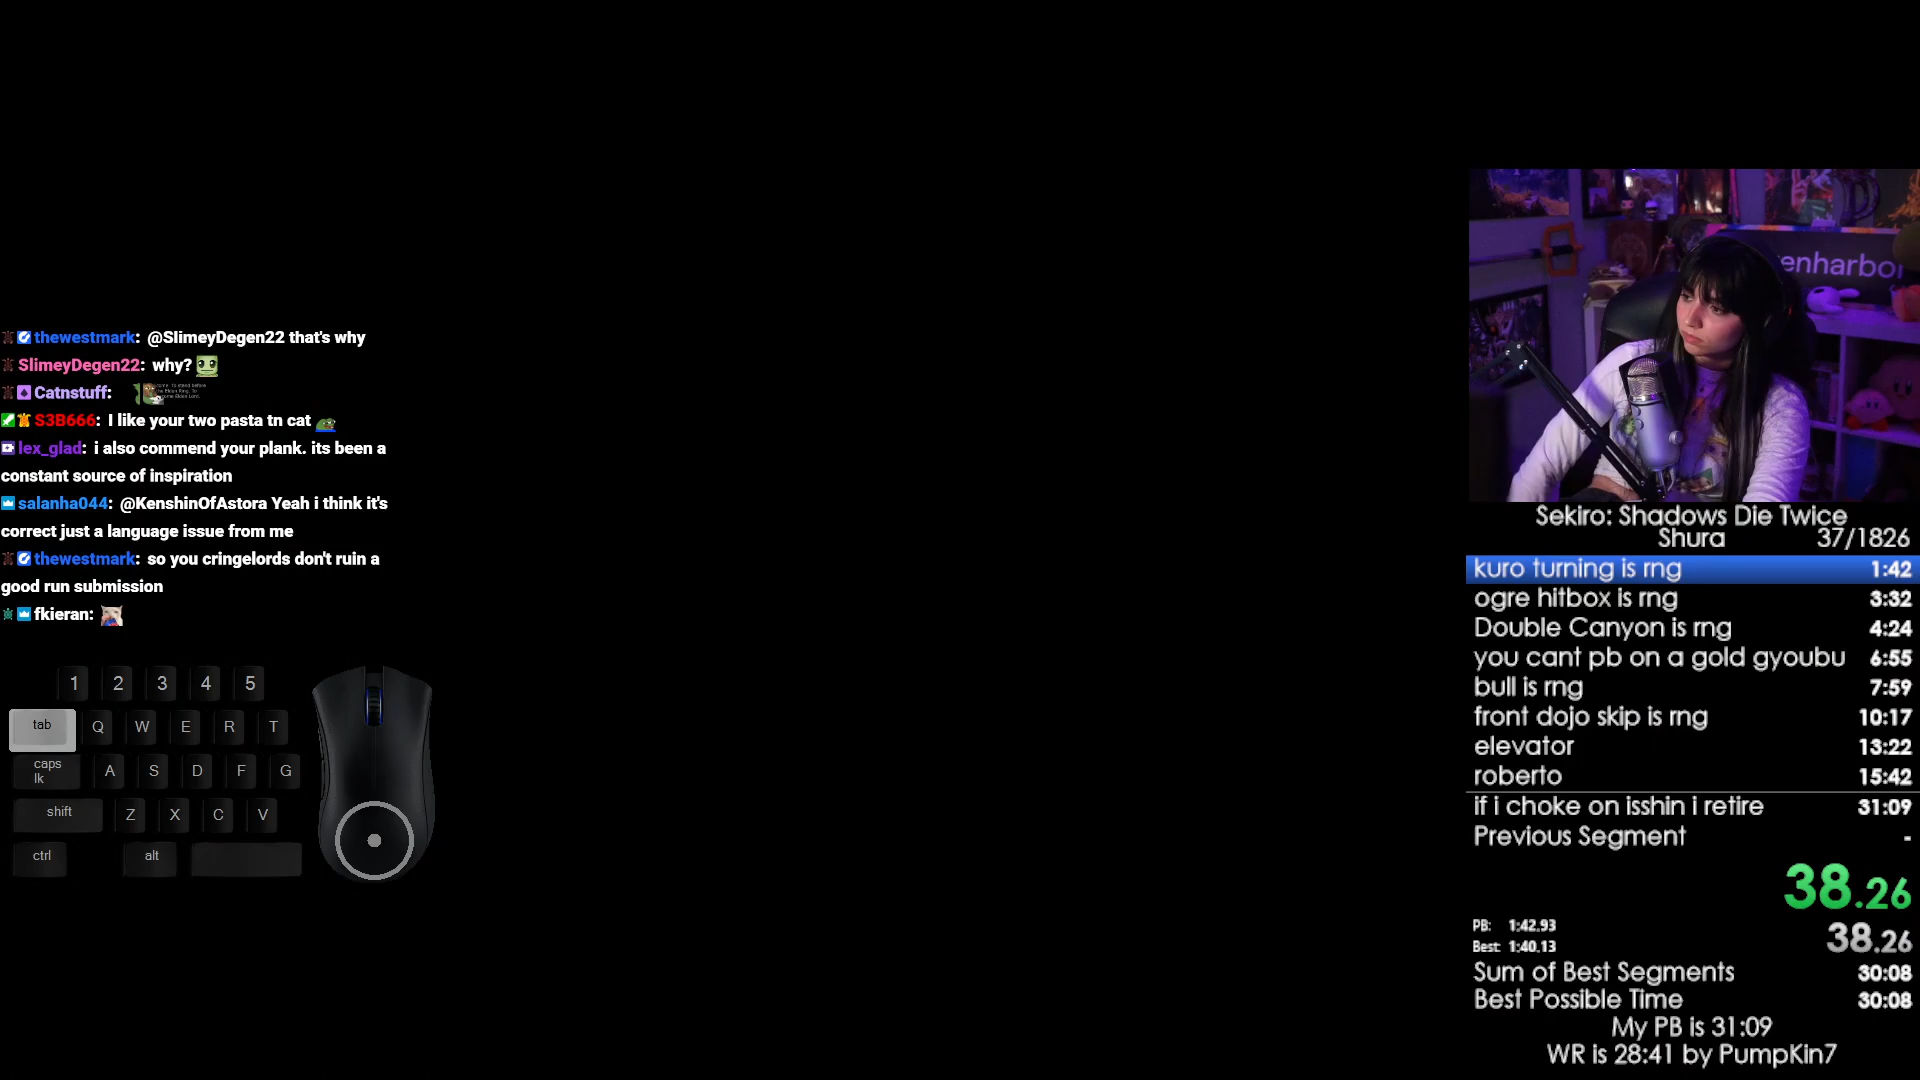 thewestmark: @SlimeyDegen22 that's why
SlimeyDegen22: why?
Catnstuff:
S3B666: I like your two pasta tn cat
lex_glad: i also commend your plank. its been a
constant source of inspiration
salanha044: @KenshinOfAstora Yeah i think it's
correct just a language issue from me
thewestmark: so you cringelords don't ruin a
good run submission
fkieran:
1 2 3 4 5
tab Q W E R T
caps
lk A S D F G
shift Z X C V
ctrl alt
enharbor
Sekiro: Shadows Die Twice
Shura 37/1826
kuro turning is rng 1:42
ogre hitbox is rng 3:32
Double Canyon is rng 4:24
you cant pb on a gold gyoubu 6:55
bull is rng 7:59
front dojo skip is rng 10:17
elevator 13:22
roberto 15:42
if i choke on isshin i retire 31:09
Previous Segment -
38.26
PB: 1:42.93
Best: 1:40.13
38.26
Sum of Best Segments 30:08
Best Possible Time 30:08
My PB is 31:09
WR is 28:41 by PumpKin7